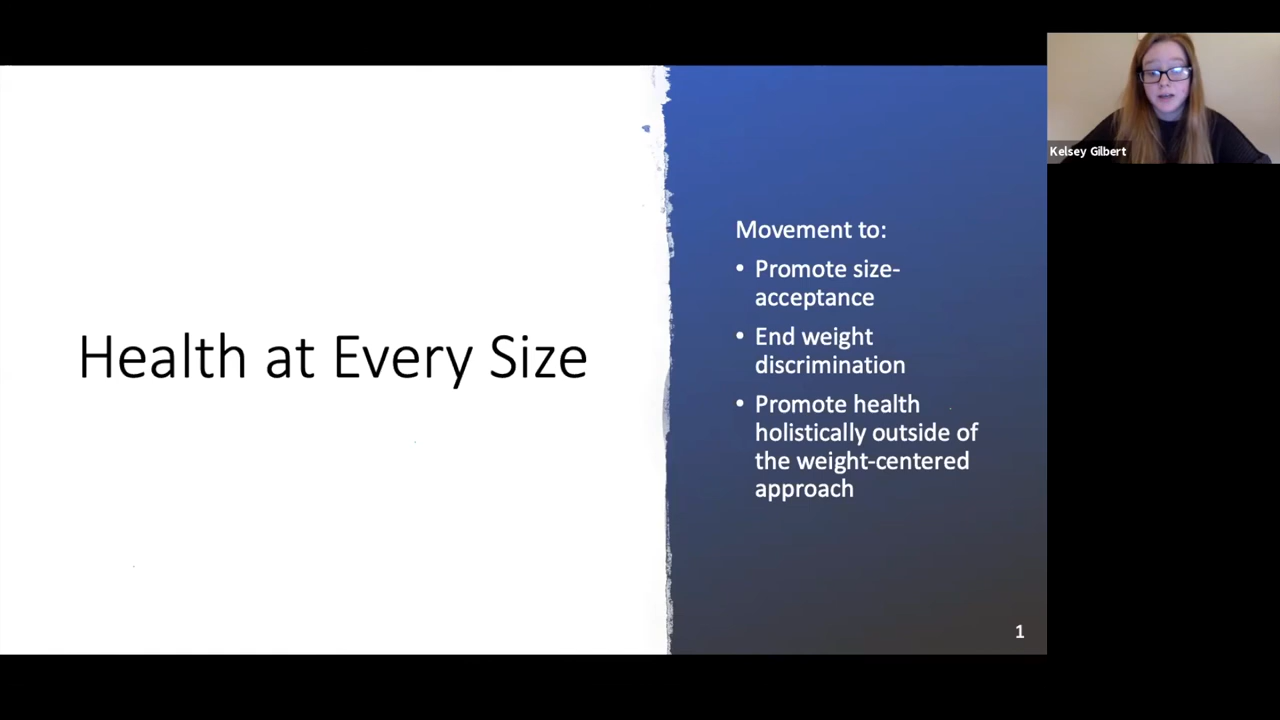 Health at Every Size
Movement to:
• Promote size-
acceptance
• End weight
discrimination
• Promote health
holistically outside of
the weight-centered
approach
1
Kelsey Gilbert